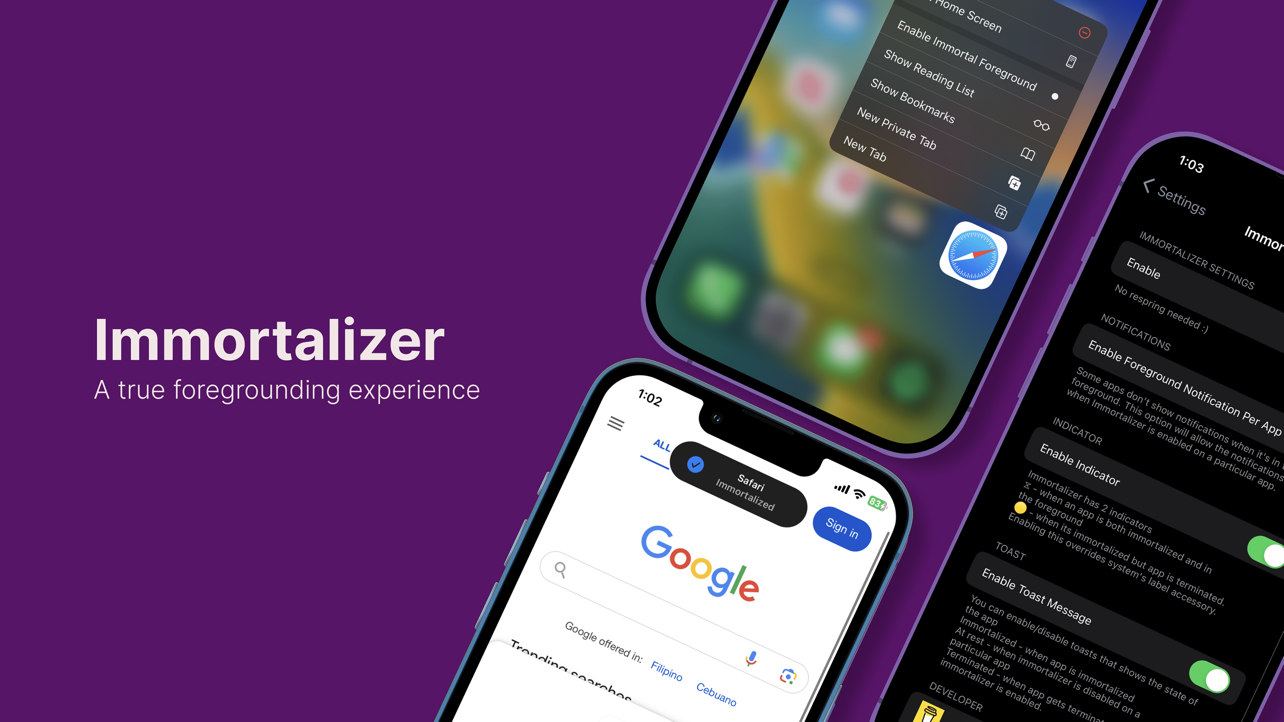 Immortalizer
A true foregrounding experience
Home Screen
Enable Immortal Foreground
Show Reading List
Show Bookmarks
New Private Tab
New Tab
1:02
ALL
Safari
Immortalized
83+
Sign in
Google
Google offered in:
Filipino
Cebuano
Trending searches
1:03
Settings
Immor
IMMORTALIZER SETTINGS
Enable
No respring needed :)
NOTIFICATIONS
Enable Foreground Notification Per App
Some apps don't show notifications when it's in
foreground. This option will allow the notifications
when Immortalizer is enabled on a particular app.
INDICATOR
Enable Indicator
Immortalizer has 2 indicators
⧖ - when an app is both immortalized and in
the foreground
🟡 - when its immortalized but app is terminated.
Enabling this overrides system's label accessory.
TOAST
Enable Toast Message
You can enable/disable toasts that shows the state of
the app
Immortalized - when app is immortalized
At rest - when Immortalizer is disabled on a
particular app
Terminated - when app gets
Immortalizer is enabled.
DEVELOPER